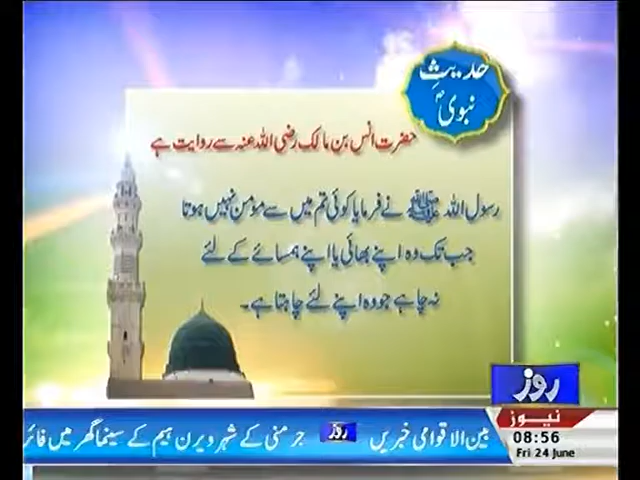 حدیثِ
نبوی ؐ
حضرت انس بن مالک رضی اللہ عنہ سے روایت ہے
رسول اللہ ﷺ نے فرمایا کوئی تم میں سے مؤمن نہیں ہوتا
جب تک وہ اپنے بھائی یا اپنے ہمسائے کے لئے
نہ چاہے جو وہ اپنے لئے چاہتا ہے۔
روز
نیوز
بین الاقوامی خبریں روز جرمنی کے شہر ویرن ہیم کے سینما گھر میں فائر
08:56
Fri 24 June